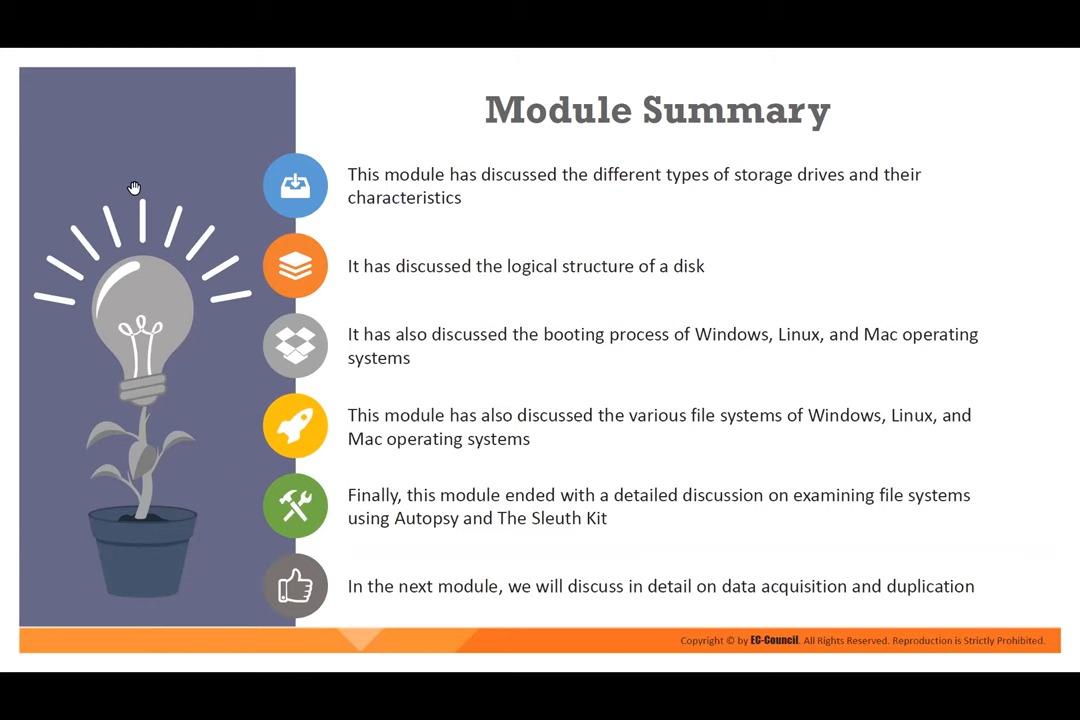 Module Summary
This module has discussed the different types of storage drives and their
characteristics
It has discussed the logical structure of a disk
It has also discussed the booting process of Windows, Linux, and Mac operating
systems
This module has also discussed the various file systems of Windows, Linux, and
Mac operating systems
Finally, this module ended with a detailed discussion on examining file systems
using Autopsy and The Sleuth Kit
In the next module, we will discuss in detail on data acquisition and duplication
Copyright © by EC-Council. All Rights Reserved. Reproduction is Strictly Prohibited.